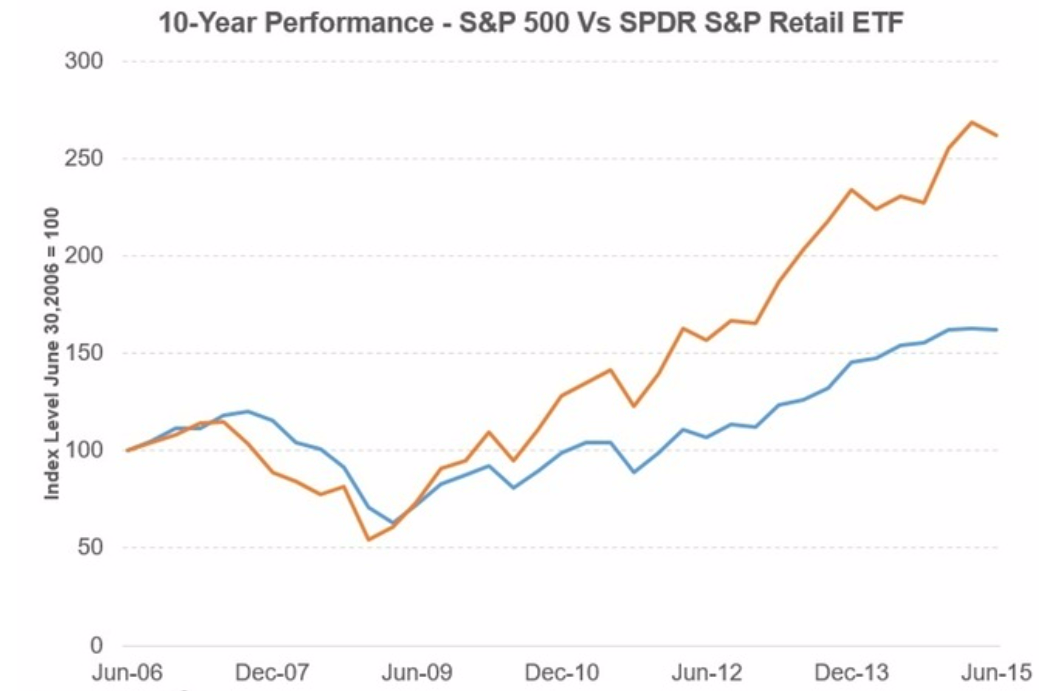 10-Year Performance - S&P 500 Vs SPDR S&P Retail ETF
300
250
200
150
100
50
0
Index Level June 30,2006 = 100
Jun-06 Dec-07 Jun-09 Dec-10 Jun-12 Dec-13 Jun-15